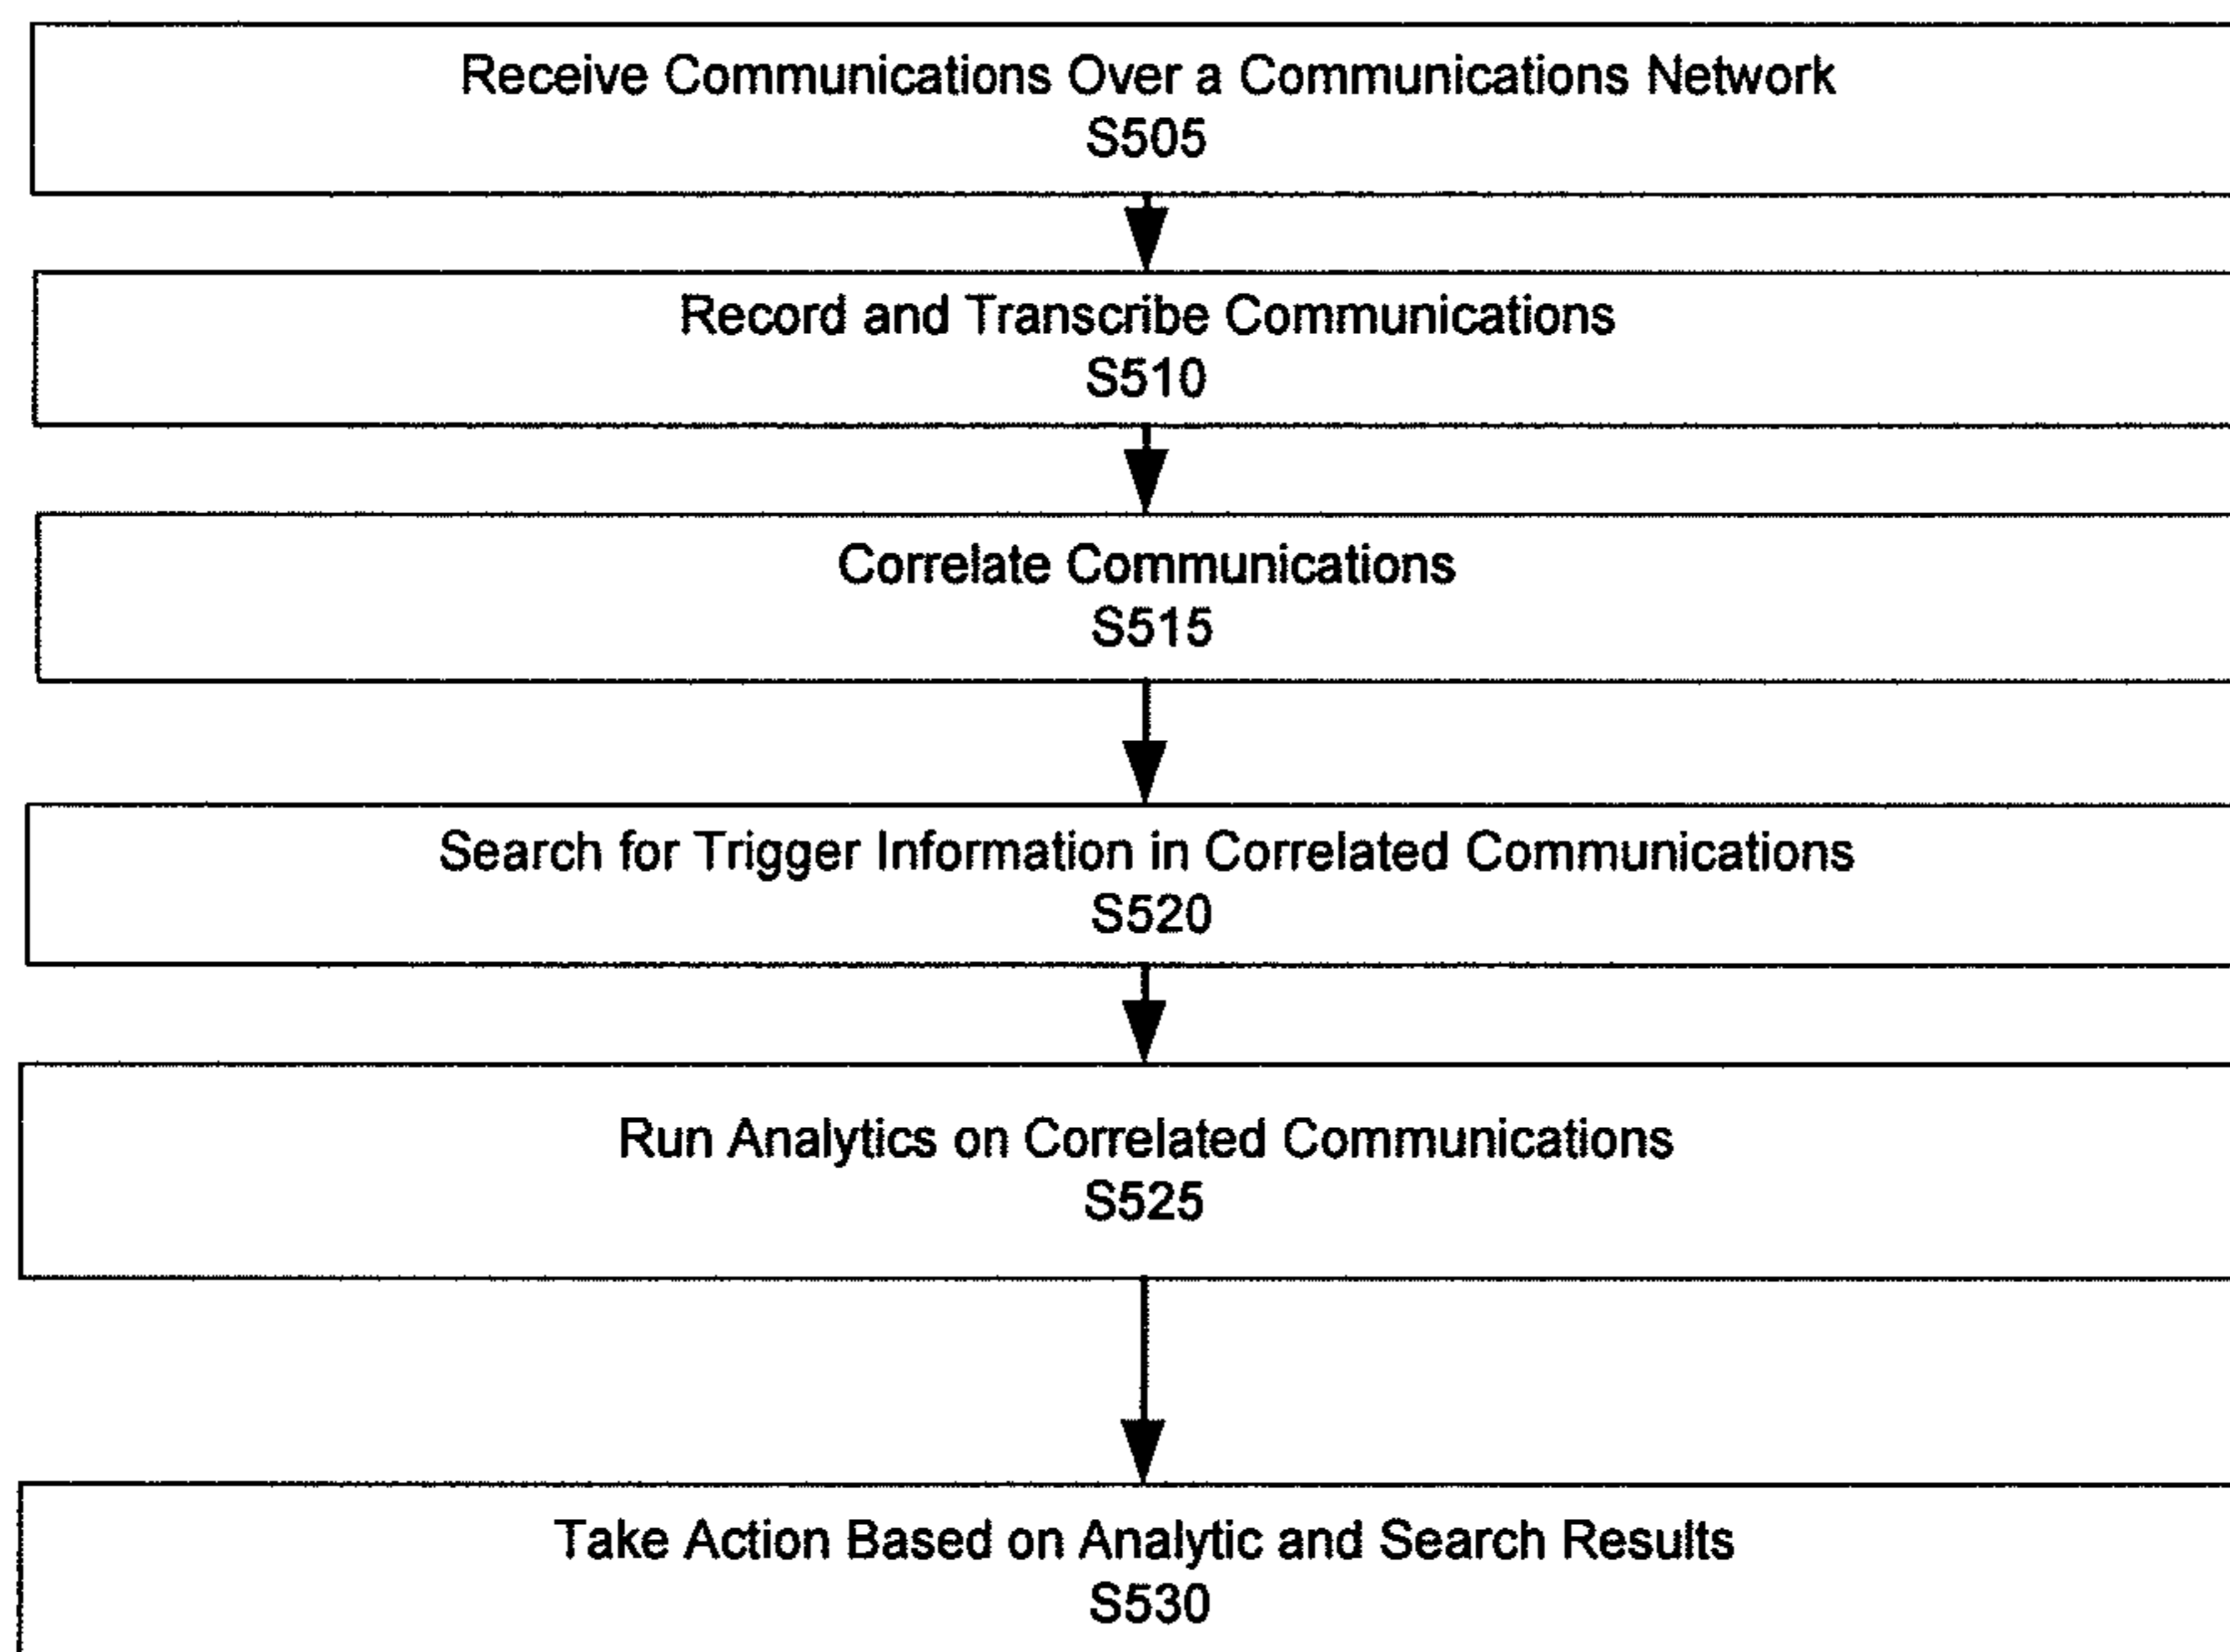 Receive Communications Over a Communications Network
S505
Record and Transcribe Communications
S510
Correlate Communications
S515
Search for Trigger Information in Correlated Communications
S520
Run Analytics on Correlated Communications
S525
Take Action Based on Analytic and Search Results
S530